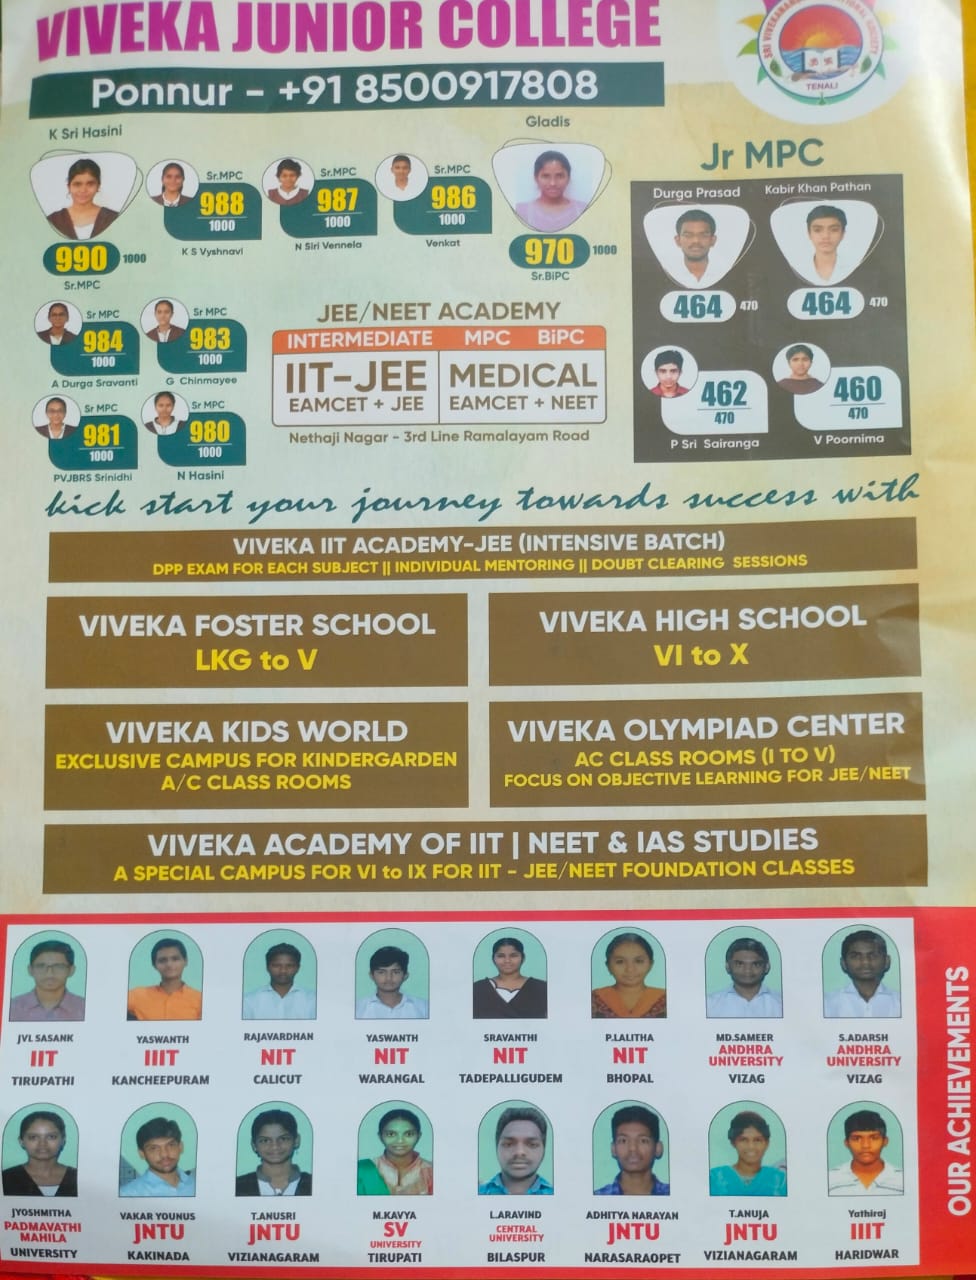 VIVEKA JUNIOR COLLEGE
Ponnur - +91 8500917808
TENALI
K Sri Hasini
990 1000
Sr.MPC
Sr.MPC
988
1000
K S Vyshnavi
Sr.MPC
987
1000
N Siri Vennela
Sr.MPC
986
1000
Venkat
Gladis
970 1000
Sr.BiPC
Jr MPC
Durga Prasad
464 470
Kabir Khan Pathan
464 470
462
470
P Sri Sairanga
460
470
V Poornima
Sr MPC
984
1000
A Durga Sravanti
Sr MPC
983
1000
G Chinmayee
Sr MPC
981
1000
PVJBRS Srinidhi
Sr MPC
980
1000
N Hasini
JEE/NEET ACADEMY
INTERMEDIATE MPC BiPC
IIT-JEE
EAMCET + JEE
MEDICAL
EAMCET + NEET
Nethaji Nagar - 3rd Line Ramalayam Road
kick start your journey towards success with
VIVEKA IIT ACADEMY-JEE (INTENSIVE BATCH)
DPP EXAM FOR EACH SUBJECT || INDIVIDUAL MENTORING || DOUBT CLEARING SESSIONS
VIVEKA FOSTER SCHOOL
LKG to V
VIVEKA HIGH SCHOOL
VI to X
VIVEKA KIDS WORLD
EXCLUSIVE CAMPUS FOR KINDERGARDEN
A/C CLASS ROOMS
VIVEKA OLYMPIAD CENTER
AC CLASS ROOMS (I TO V)
FOCUS ON OBJECTIVE LEARNING FOR JEE/NEET
VIVEKA ACADEMY OF IIT | NEET & IAS STUDIES
A SPECIAL CAMPUS FOR VI to IX FOR IIT - JEE/NEET FOUNDATION CLASSES
OUR ACHIEVEMENTS
JVL SASANK
IIT
TIRUPATHI
YASWANTH
IIIT
KANCHEEPURAM
RAJAVARDHAN
NIT
CALICUT
YASWANTH
NIT
WARANGAL
SRAVANTHI
NIT
TADEPALLIGUDEM
P.LALITHA
NIT
BHOPAL
MD.SAMEER
ANDHRA
UNIVERSITY
VIZAG
S.ADARSH
ANDHRA
UNIVERSITY
VIZAG
JYOSHMITHA
PADMAVATHI
MAHILA
UNIVERSITY
VAKAR YOUNUS
JNTU
KAKINADA
T.ANUSRI
JNTU
VIZIANAGARAM
M.KAVYA
SV
UNIVERSITY
TIRUPATI
L.ARAVIND
CENTRAL
UNIVERSITY
BILASPUR
ADHITYA NARAYAN
JNTU
NARASARAOPET
T.ANUJA
JNTU
VIZIANAGARAM
Yathiraj
IIIT
HARIDWAR